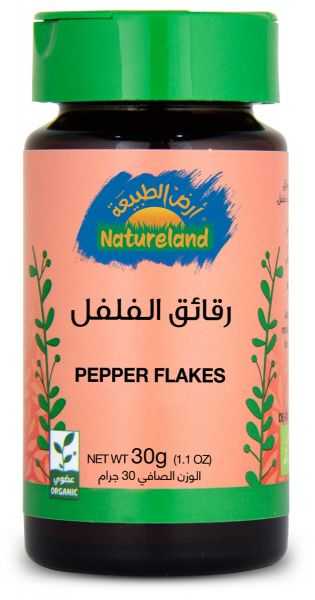 أرض الطبيعة
Natureland
رقائق الفلفل
PEPPER FLAKES
NET WT 30g (1.1 OZ)
الوزن الصافي 30 جرام
عضوي
ORGANIC